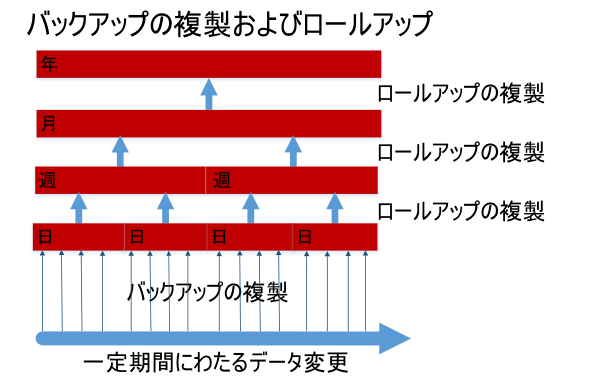 バックアップの複製およびロールアップ
年
ロールアップの複製
月
ロールアップの複製
週 週
ロールアップの複製
日 日 日 日
バックアップの複製
一定期間にわたるデータ変更